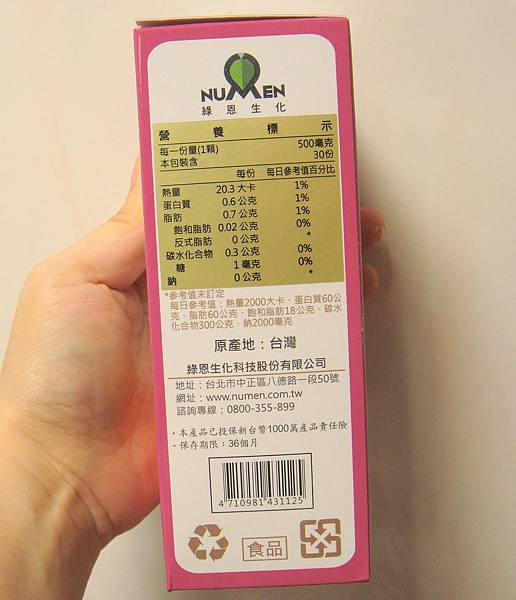 NUMEN
綠恩生化
營養標示
每一份量(1顆) 500毫克
本包裝含 30份
每份 每日參考值百分比
熱量 20.3 大卡 1%
蛋白質 0.6 公克 1%
脂肪 0.7 公克 1%
飽和脂肪 0.02 公克 0%
反式脂肪 0 公克 *
碳水化合物 0.3 公克 0%
糖 1 毫克 0%
鈉 0 公克 *
*參考值未訂定
每日參考值：熱量2000大卡、蛋白質60公
克、脂肪60公克、飽和脂肪18公克、碳水
化合物300公克、鈉2000毫克
原產地：台灣
綠恩生化科技股份有限公司
地址：台北市中正區八德路一段50號
網址：www.numen.com.tw
諮詢專線：0800-355-899
·本產品已投保新台幣1000萬產品責任險
·保存期限：36個月
4 710981 431125
食品